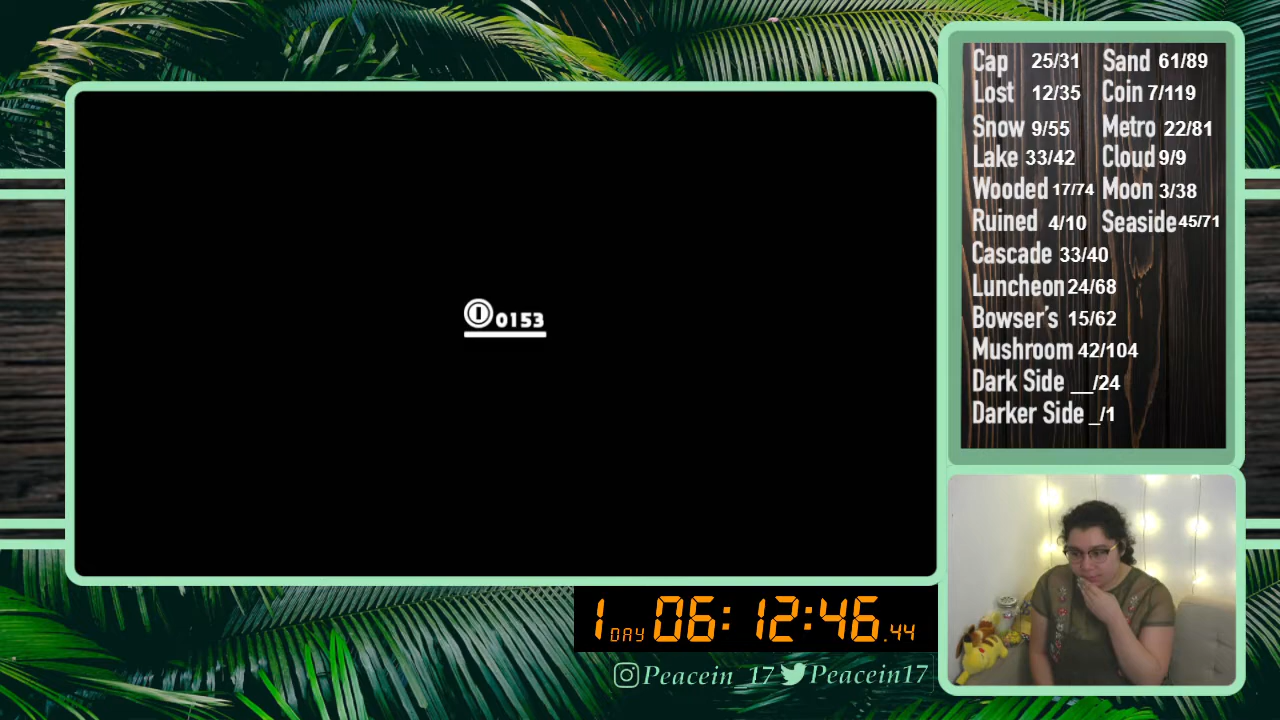 Cap 25/31 Sand 61/89
Lost 12/35 Coin 7/119
Snow 9/55 Metro 22/81
Lake 33/42 Cloud 9/9
Wooded 17/74 Moon 3/38
Ruined 4/10 Seaside 45/71
Cascade 33/40
Luncheon 24/68
Bowser's 15/62
Mushroom 42/104
Dark Side __/24
Darker Side _/1
0153
1 DAY 06:12:46.44
Peacein_17 Peacein17